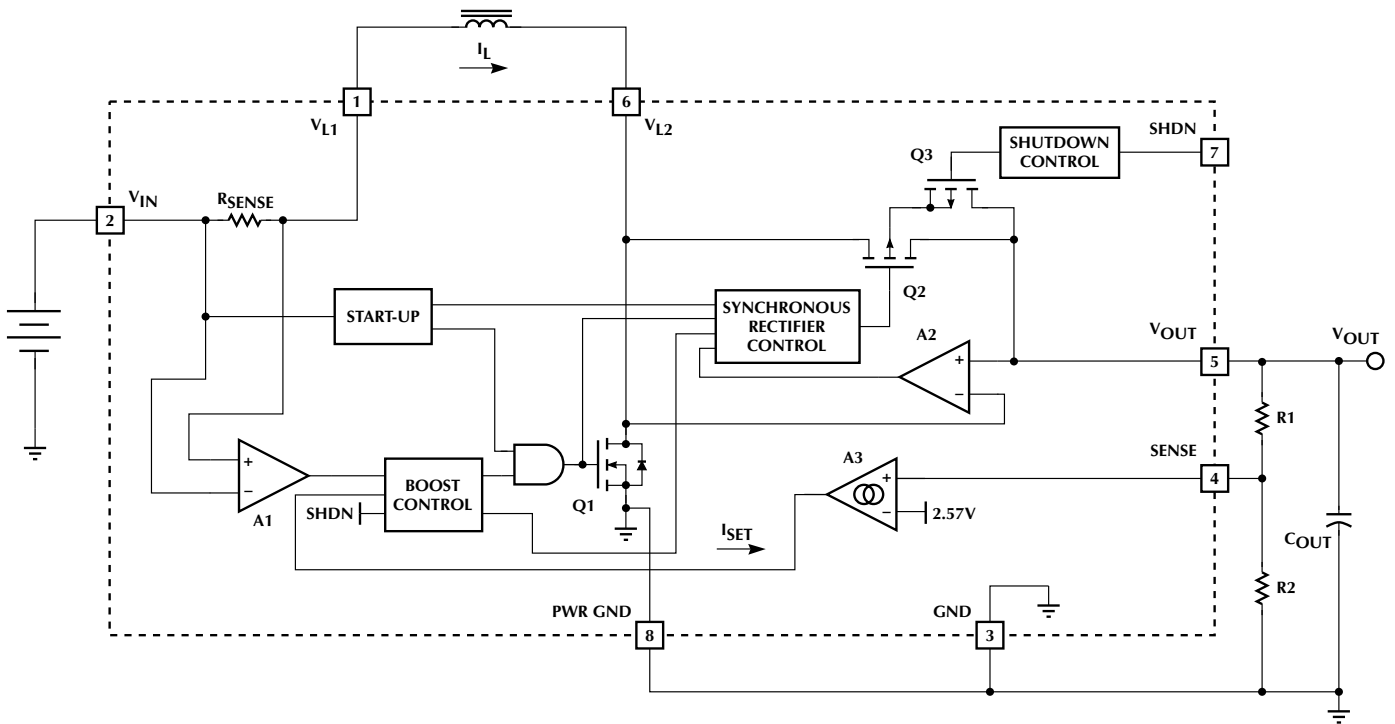 I_L
1
6
V_L1
V_L2
SHDN
7
SHUTDOWN
CONTROL
Q3
V_IN
R_SENSE
2
Q2
START-UP
SYNCHRONOUS
RECTIFIER
CONTROL
A2
+
−
V_OUT
5
V_OUT
R1
SENSE
4
A1
+
−
BOOST
CONTROL
SHDN
Q1
A3
+
−
2.57V
I_SET
C_OUT
R2
PWR GND
8
GND
3